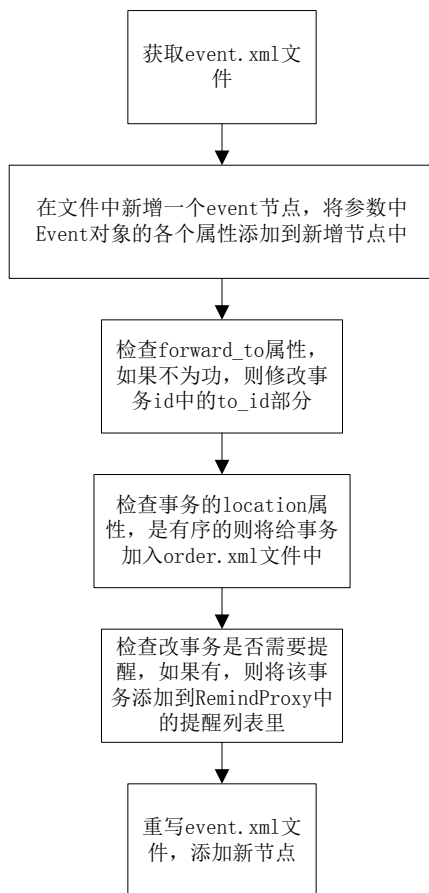 获取event.xml文
件
在文件中新增一个event节点，将参数中
Event对象的各个属性添加到新增节点中
检查forward_to属性，
如果不为功，则修改事
务id中的to_id部分
检查事务的location属
性，是有序的则将给事务
加入order.xml文件中
检查改事务是否需要提
醒，如果有，则将该事
务添加到RemindProxy中
的提醒列表里
重写event.xml文
件，添加新节点